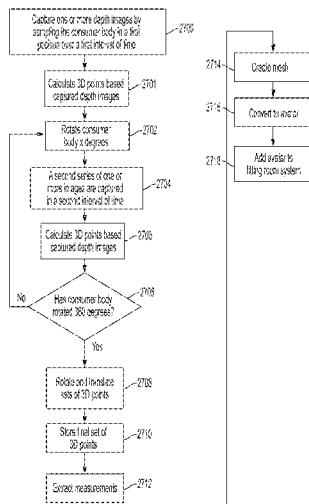 Capture one or more depth images by
sampling the consumer body in a first
position over a first interval of time
2700
Calculate 3D points based
captured depth images
2701
Rotate consumer
body x degrees
2702
A second series of one or
more images are captured
in a second interval of time
2704
Calculate 3D points based
captured depth images
2705
Has consumer body
rotated 360 degrees?
2706
No
Yes
Rotate and translate
sets of 3D points
2708
Store final set of
3D points
2710
Extract measurements
2712
2714
Create mesh
2716
Convert to avatar
2718
Add avatar to
fitting room system